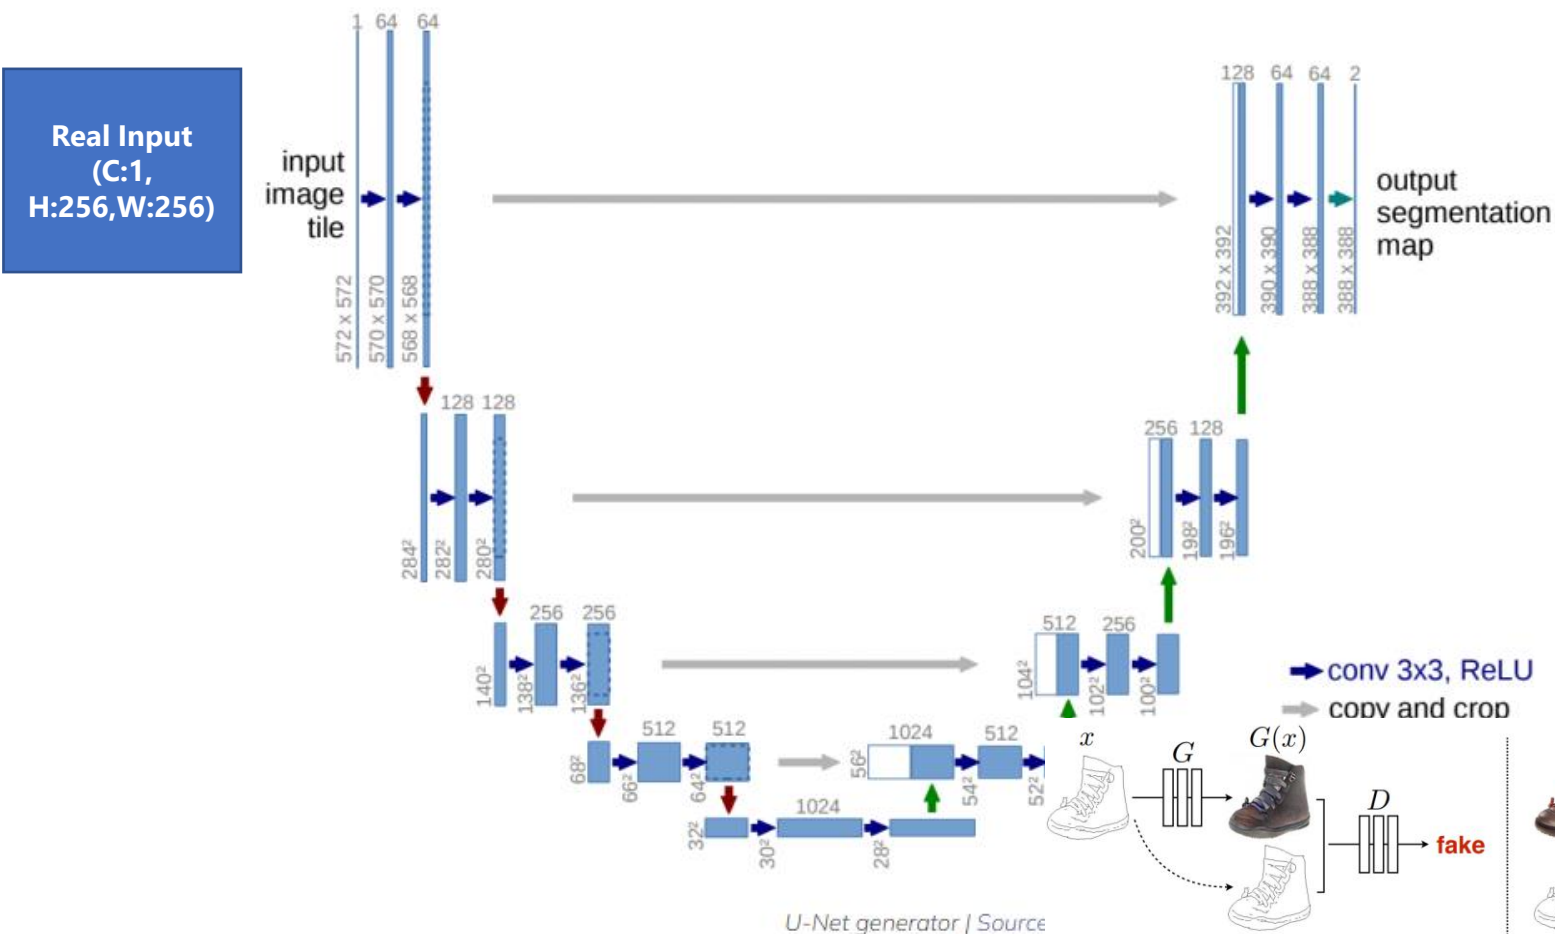 Real Input
(C:1,
H:256,W:256)
1 64 64
input
image
tile
572 x 572
570 x 570
568 x 568
128 64 64 2
output
segmentation
map
392 x 392
390 x 390
388 x 388
388 x 388
128 128
284²
282²
280²
256 128
200²
198²
196²
256 256
140²
138²
136²
512 256
104²
102²
100²
conv 3x3, ReLU
copy and crop
512 512
68²
66²
64²
1024 512
56²
54²
52²
1024
32²
30²
28²
x
G
G(x)
D
fake
U-Net generator | Source